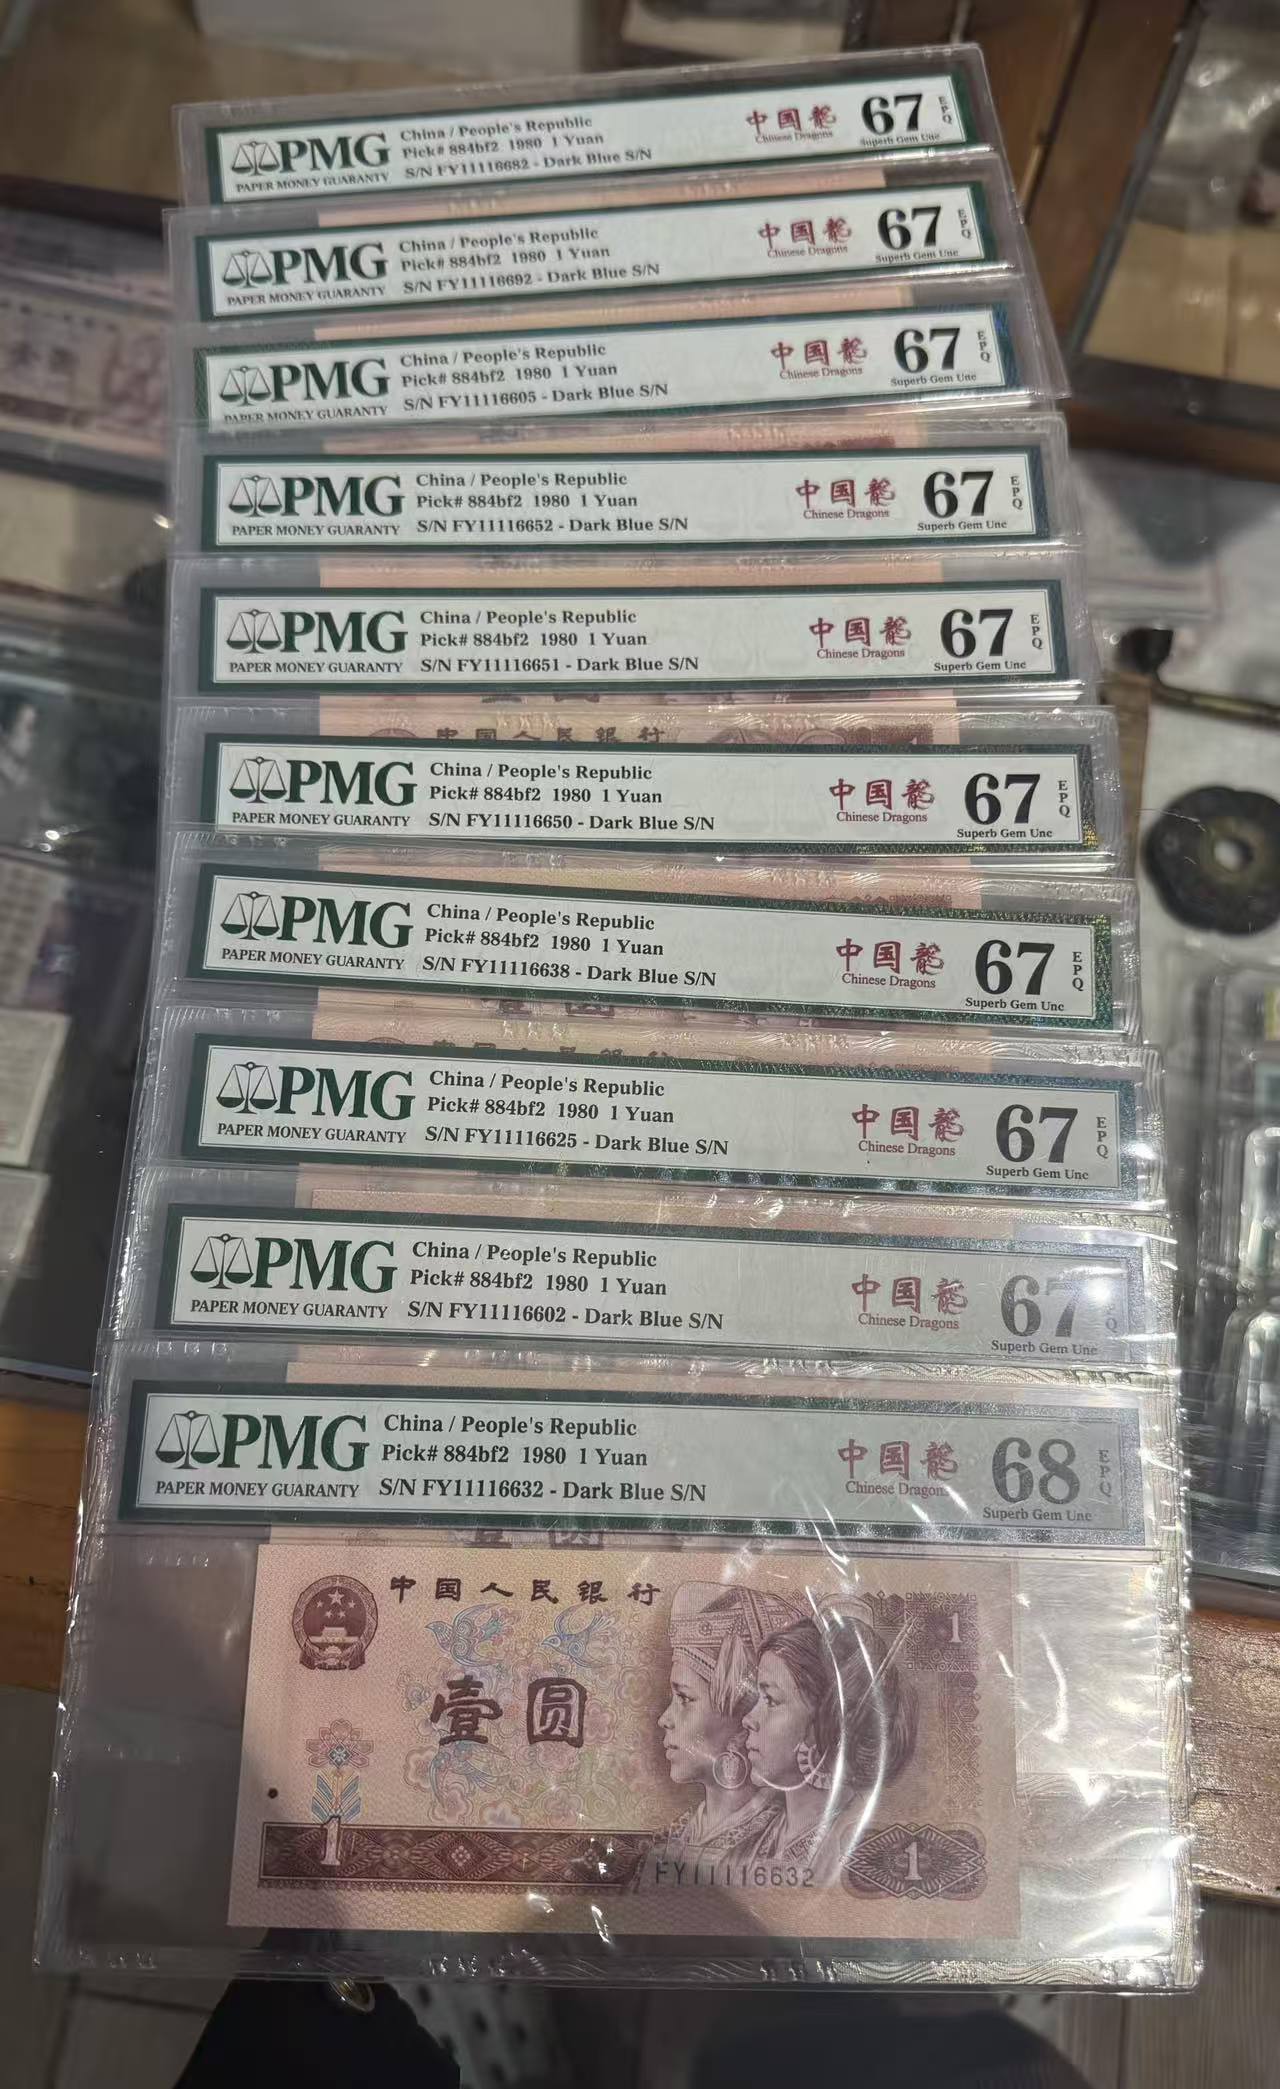 PMG
PAPER MONEY GUARANTY
China / People's Republic
Pick# 884bf2 1980 1 Yuan
S/N FY11116682 - Dark Blue S/N
中国龍
Chinese Dragons
67
EPQ
Superb Gem Unc
PMG
PAPER MONEY GUARANTY
China / People's Republic
Pick# 884bf2 1980 1 Yuan
S/N FY11116692 - Dark Blue S/N
中国龍
Chinese Dragons
67
EPQ
Superb Gem Unc
PMG
PAPER MONEY GUARANTY
China / People's Republic
Pick# 884bf2 1980 1 Yuan
S/N FY11116605 - Dark Blue S/N
中国龍
Chinese Dragons
67
EPQ
Superb Gem Unc
PMG
PAPER MONEY GUARANTY
China / People's Republic
Pick# 884bf2 1980 1 Yuan
S/N FY11116652 - Dark Blue S/N
中国龍
Chinese Dragons
67
EPQ
Superb Gem Unc
PMG
PAPER MONEY GUARANTY
China / People's Republic
Pick# 884bf2 1980 1 Yuan
S/N FY11116651 - Dark Blue S/N
中国龍
Chinese Dragons
67
EPQ
Superb Gem Unc
中国人民银行
PMG
PAPER MONEY GUARANTY
China / People's Republic
Pick# 884bf2 1980 1 Yuan
S/N FY11116650 - Dark Blue S/N
中国龍
Chinese Dragons
67
EPQ
Superb Gem Unc
PMG
PAPER MONEY GUARANTY
China / People's Republic
Pick# 884bf2 1980 1 Yuan
S/N FY11116638 - Dark Blue S/N
中国龍
Chinese Dragons
67
EPQ
Superb Gem Unc
PMG
PAPER MONEY GUARANTY
China / People's Republic
Pick# 884bf2 1980 1 Yuan
S/N FY11116625 - Dark Blue S/N
中国龍
Chinese Dragons
67
EPQ
Superb Gem Unc
PMG
PAPER MONEY GUARANTY
China / People's Republic
Pick# 884bf2 1980 1 Yuan
S/N FY11116602 - Dark Blue S/N
中国龍
Chinese Dragons
67
EPQ
Superb Gem Unc
PMG
PAPER MONEY GUARANTY
China / People's Republic
Pick# 884bf2 1980 1 Yuan
S/N FY11116632 - Dark Blue S/N
中国龍
Chinese Dragons
68
EPQ
Superb Gem Unc
中国人民银行
1
壹圆
1
FY11116632
1